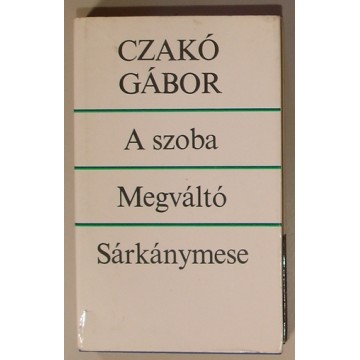 CZAKÓ
GÁBOR
A szoba
Megváltó
Sárkánymese